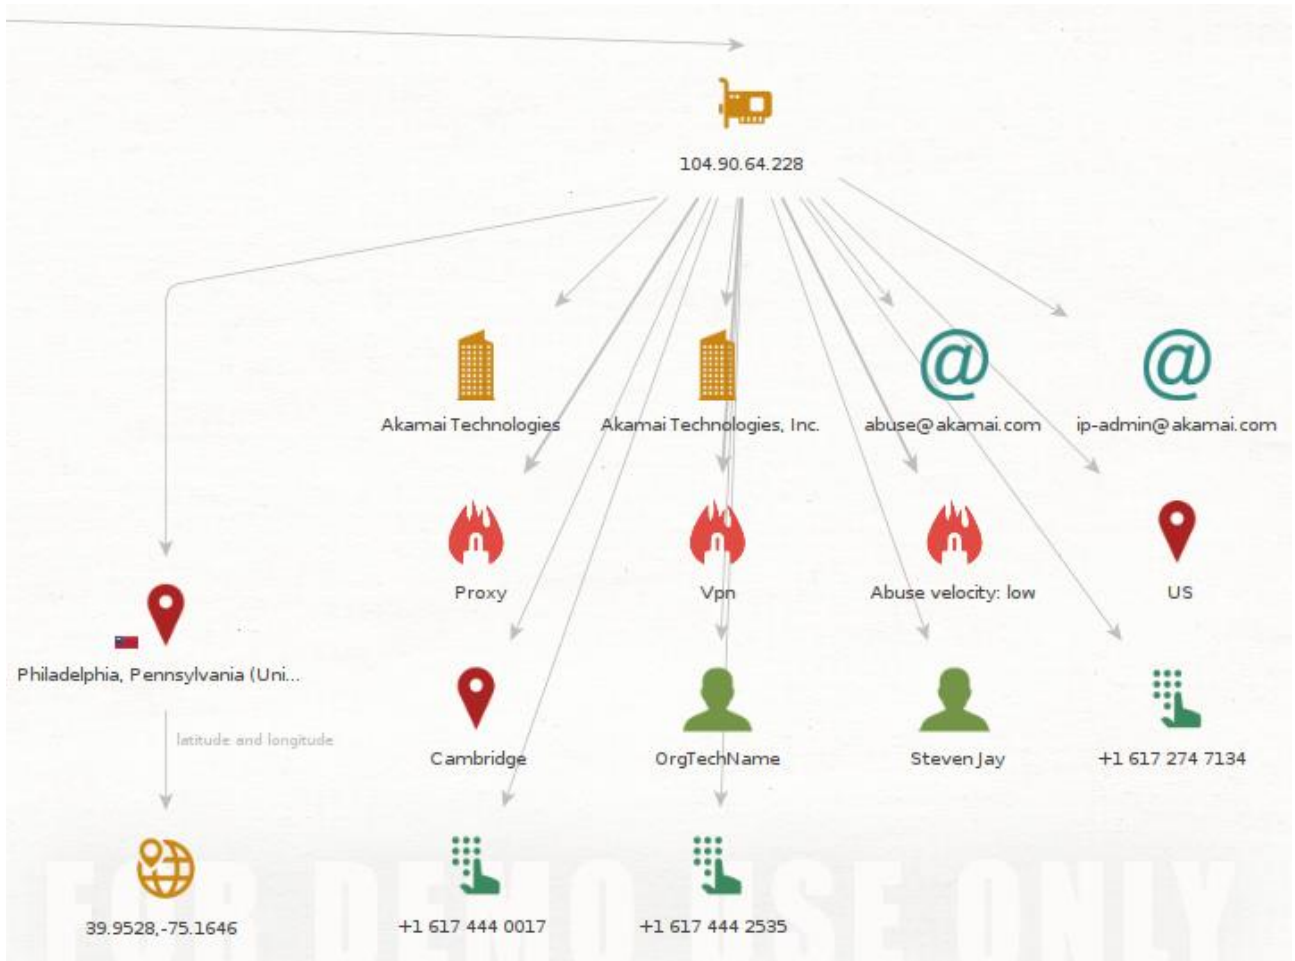 104.90.64.228
Akamai Technologies
Akamai Technologies, Inc.
abuse@akamai.com
ip-admin@akamai.com
Proxy
Vpn
Abuse velocity: low
US
Philadelphia, Pennsylvania (Uni...
latitude and longitude
Cambridge
OrgTechName
Steven Jay
+1 617 274 7134
39.9528,-75.1646
+1 617 444 0017
+1 617 444 2535
FOR DEMO USE ONLY